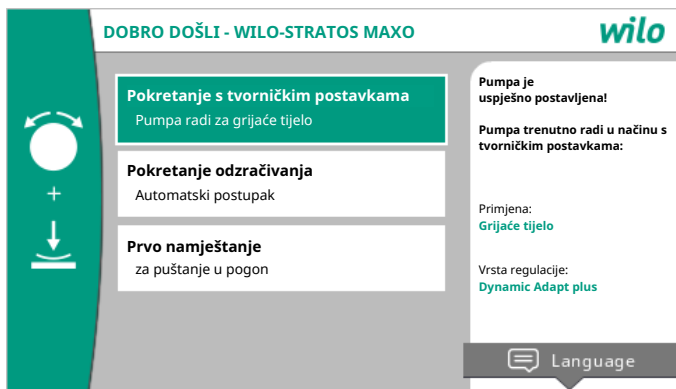 DOBRO DOŠLI - WILO-STRATOS MAXO
wilo
Pokretanje s tvorničkim postavkama
Pumpa radi za grijaće tijelo
Pokretanje odzračivanja
Automatski postupak
Prvo namještanje
za puštanje u pogon
Pumpa je
uspješno postavljena!
Pumpa trenutno radi u načinu s
tvorničkim postavkama:
Primjena:
Grijaće tijelo
Vrsta regulacije:
Dynamic Adapt plus
Language